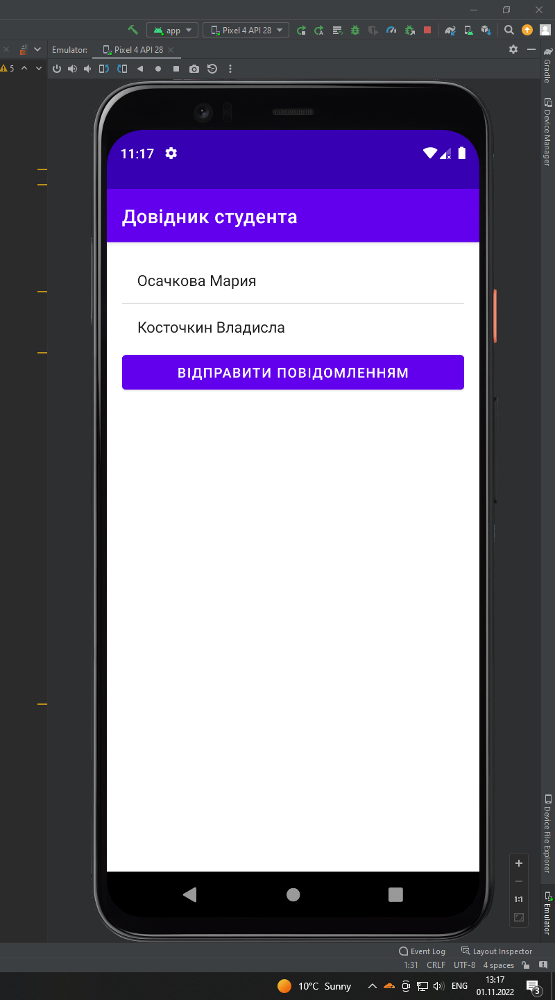 app
Pixel 4 API 28
Emulator:
Pixel 4 API 28
5
Gradle
Device Manager
11:17
Довідник студента
Осачкова Мария
Косточкин Владисла
ВІДПРАВИТИ ПОВІДОМЛЕННЯМ
Device File Explorer
1:1
Emulator
Event Log
Layout Inspector
1:31 CRLF UTF-8 4 spaces
10°C Sunny
ENG
13:17
01.11.2022
3